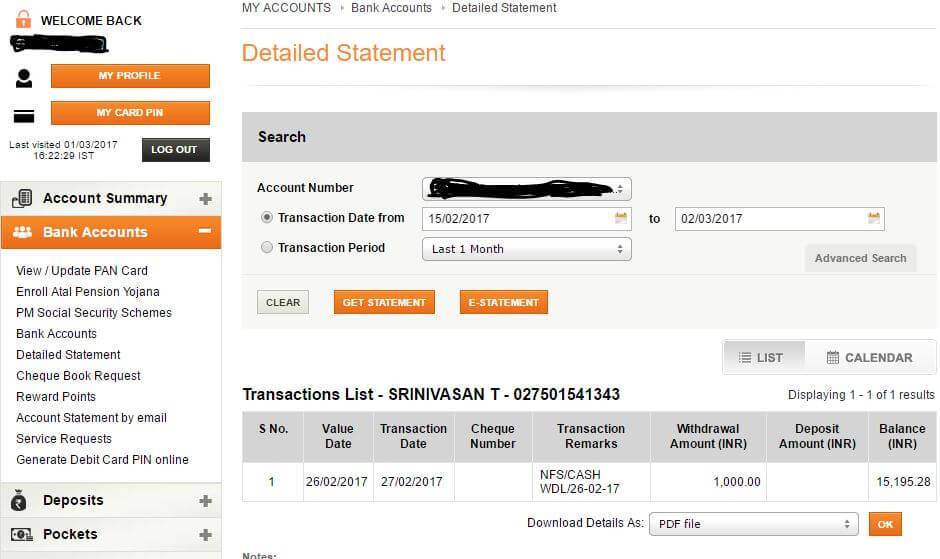 WELCOME BACK
MY PROFILE
MY CARD PIN
Last visited 01/03/2017
16:22:29 IST
LOG OUT
Account Summary
Bank Accounts
View / Update PAN Card
Enroll Atal Pension Yojana
PM Social Security Schemes
Bank Accounts
Detailed Statement
Cheque Book Request
Reward Points
Account Statement by email
Service Requests
Generate Debit Card PIN online
Deposits
Pockets
MY ACCOUNTS Bank Accounts Detailed Statement
Detailed Statement
Search
Account Number
Transaction Date from 15/02/2017 to 02/03/2017
Transaction Period Last 1 Month
Advanced Search
CLEAR GET STATEMENT E-STATEMENT
LIST CALENDAR
Transactions List - SRINIVASAN T - 027501541343 Displaying 1 - 1 of 1 results
S No. Value Date Transaction Date Cheque Number Transaction Remarks Withdrawal Amount (INR) Deposit Amount (INR) Balance (INR)
1 26/02/2017 27/02/2017 NFS/CASH WDL/26-02-17 1,000.00 15,195.28
Download Details As: PDF file OK
Notes: